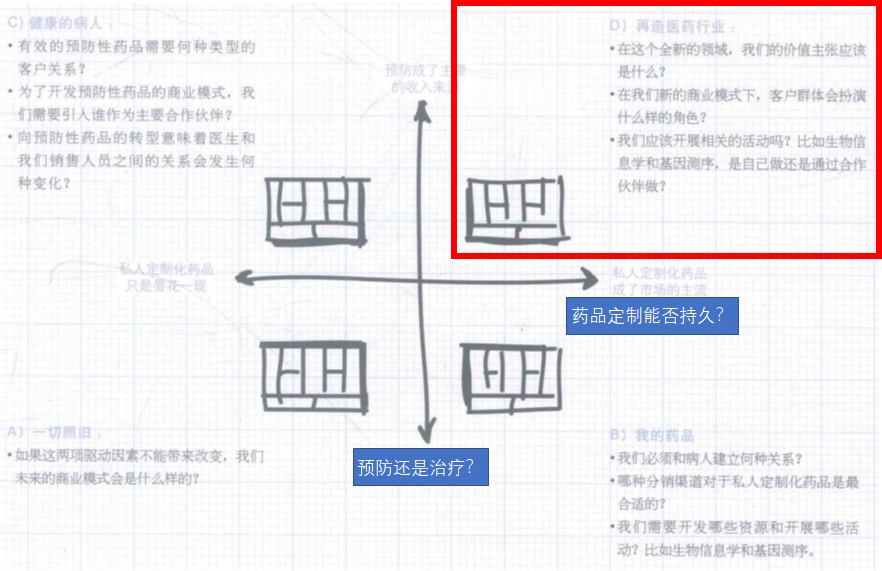 C) 健康的病人:
• 有效的预防性药品需要何种类型的
客户关系?
• 为了开发预防性药品的商业模式，我
们需要引入谁作为主要合作伙伴?
• 向预防性药品的转型意味着医生和
我们销售人员之间的关系会发生何
种变化?
预防成了主要
的收入来源
D) 再造医药行业:
• 在这个全新的领域，我们的价值主张应该
是什么?
• 在我们新的商业模式下，客户群体会扮演
什么样的角色?
• 我们应该开展相关的活动吗? 比如生物信
息学和基因测序，是自己做还是通过合作
伙伴做?
私人定制化药品
只是昙花一现
私人定制化药品
成了市场的主流
药品定制能否持久?
A) 一切照旧:
• 如果这两项驱动因素不能带来改变，我们
未来的商业模式会是什么样的?
预防还是治疗?
B) 我的药品
• 我们必须和病人建立何种关系?
• 哪种分销渠道对于私人定制化药品是最
合适的?
• 我们需要开发哪些资源和开展哪些活
动? 比如生物信息学和基因测序。